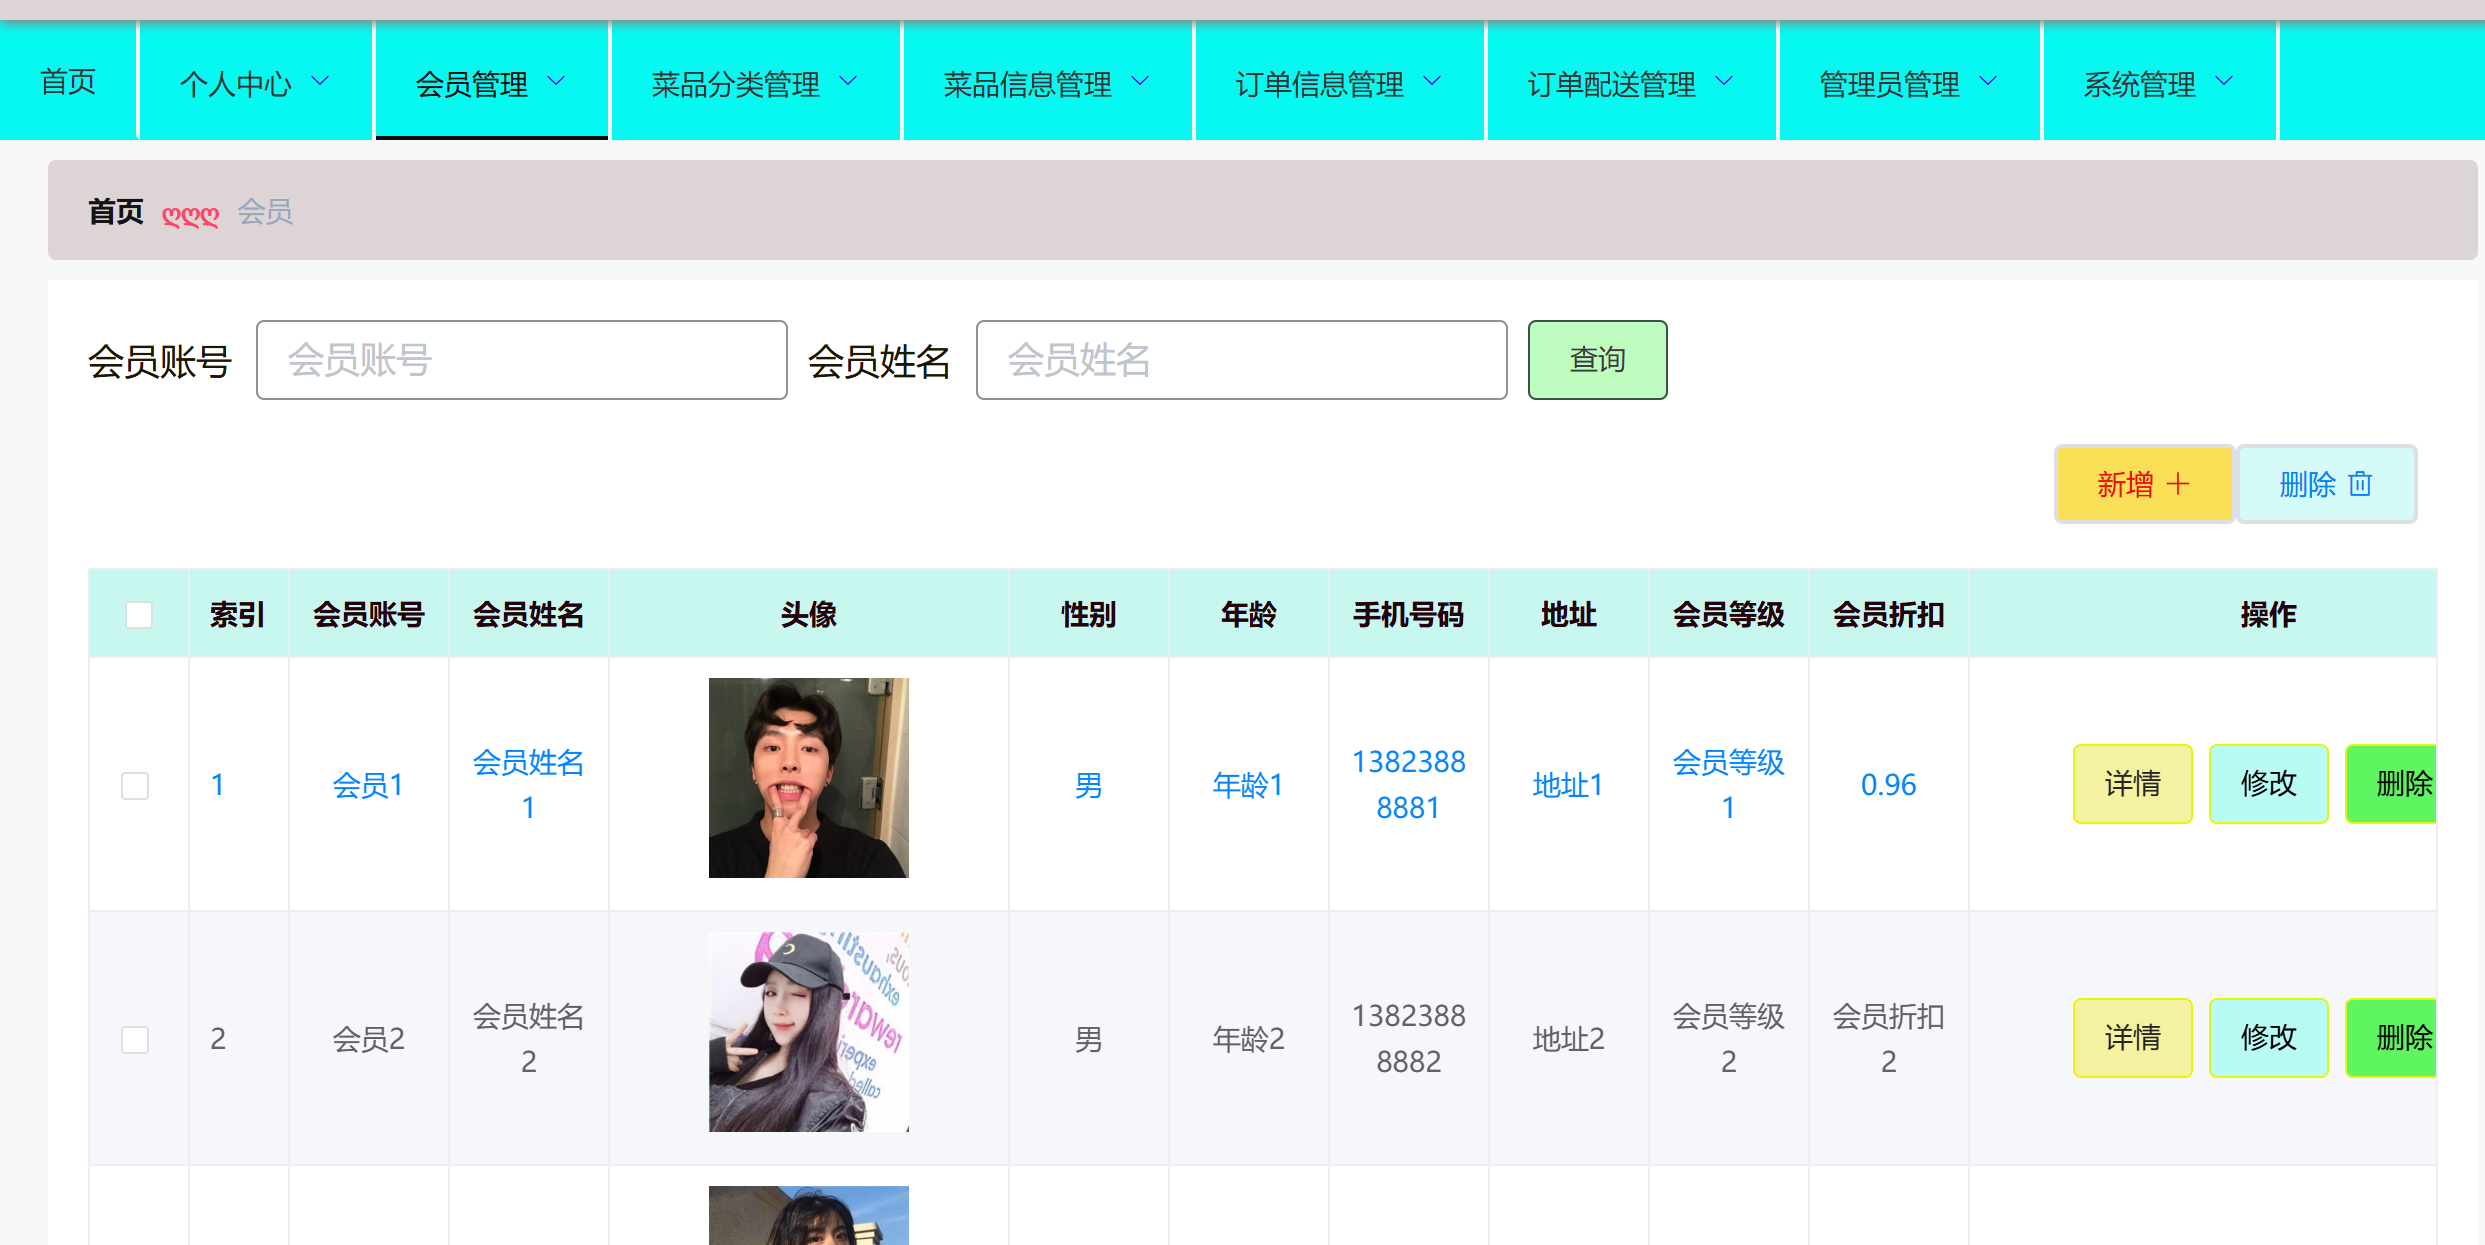 首页 个人中心 会员管理 菜品分类管理 菜品信息管理 订单信息管理 订单配送管理 管理员管理 系统管理
首页 ღღღ 会员
会员账号 会员账号 会员姓名 会员姓名 查询
新增 删除
索引 会员账号 会员姓名 头像 性别 年龄 手机号码 地址 会员等级 会员折扣 操作
1 会员1 会员姓名1 男 年龄1 13823888881 地址1 会员等级1 0.96 详情 修改 删除
exhausti
ous,
exhaustin
rewar
rewar
experi
called
2 会员2 会员姓名2 男 年龄2 13823888882 地址2 会员等级2 会员折扣2 详情 修改 删除